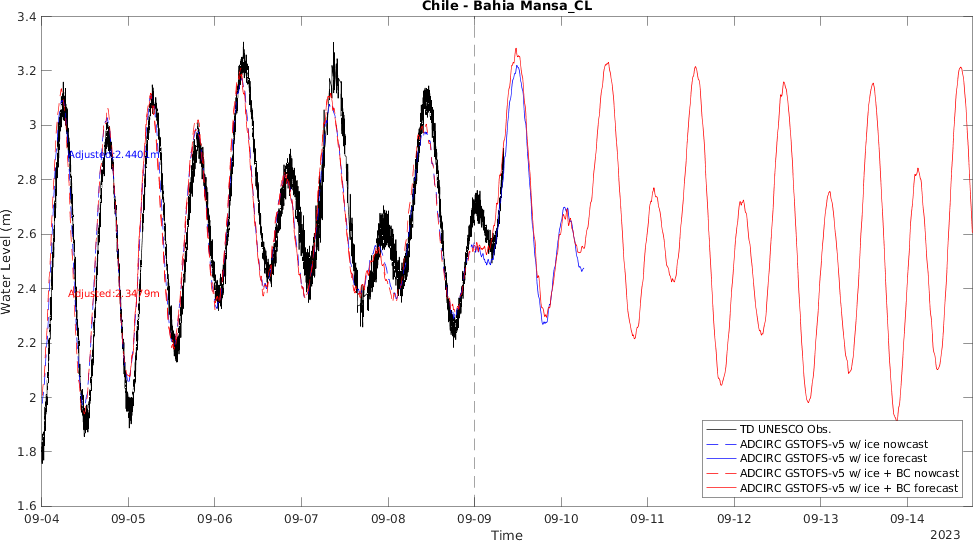 Chile - Bahia Mansa_CL
Water Level (m)
3.4
3.2
3
2.8
2.6
2.4
2.2
2
1.8
1.6
Adjusted:2.3479m
TD UNESCO Obs.
ADCIRC GSTOFS-v5 w/ ice nowcast
ADCIRC GSTOFS-v5 w/ ice forecast
ADCIRC GSTOFS-v5 w/ ice + BC nowcast
ADCIRC GSTOFS-v5 w/ ice + BC forecast
09-04 09-05 09-06 09-07 09-08 09-09 09-10 09-11 09-12 09-13 09-14
Time
2023